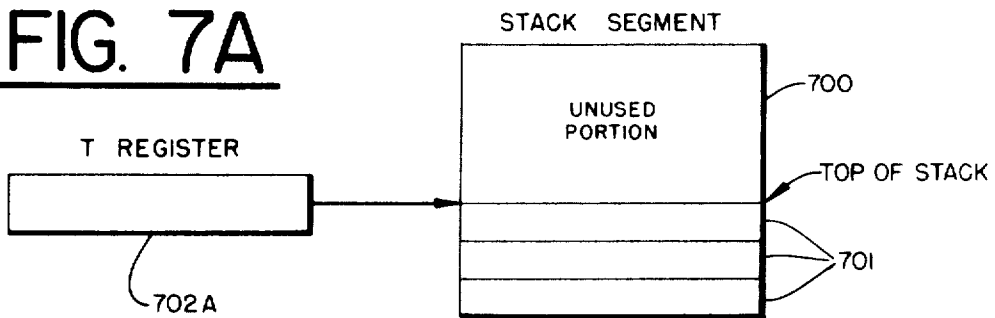 FIG. 7A
STACK SEGMENT
700
UNUSED
PORTION
T REGISTER
TOP OF STACK
701
702A